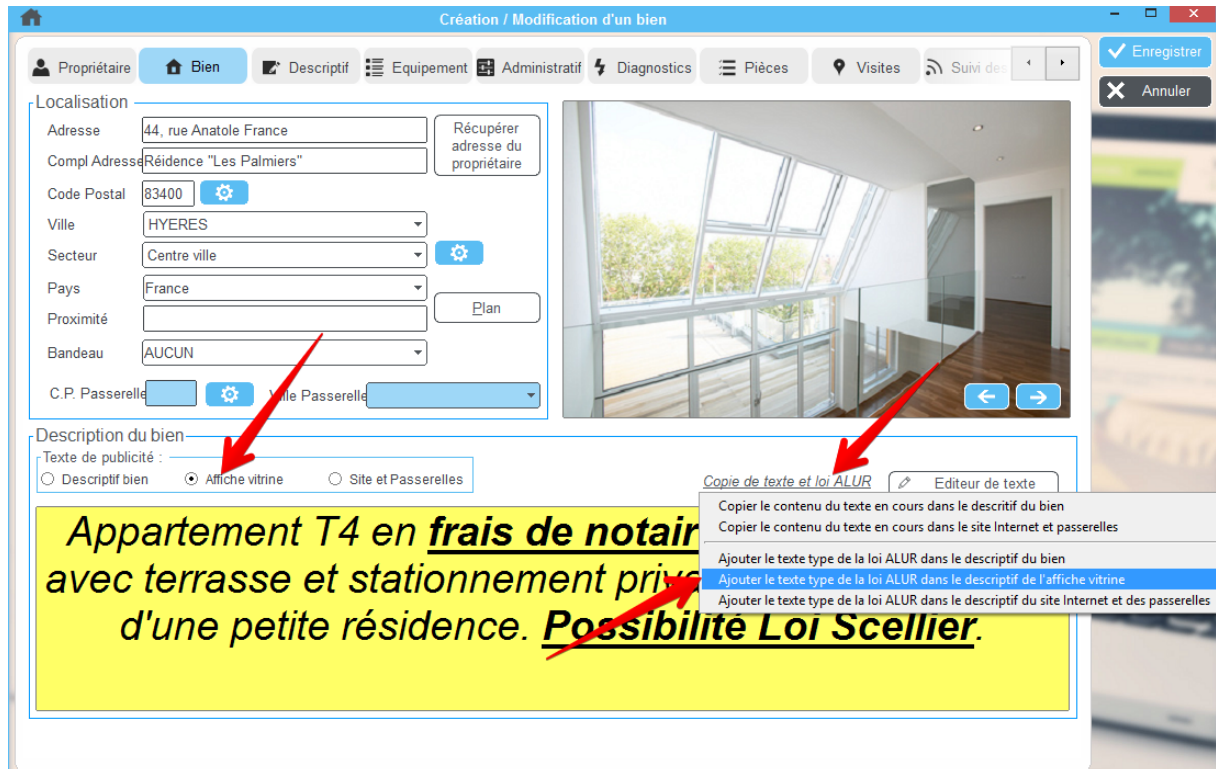 Création / Modification d'un bien
Propriétaire
Bien
Descriptif
Equipement
Administratif
Diagnostics
Pièces
Visites
Suivi des
Enregistrer
Annuler
Localisation
Adresse 44, rue Anatole France
Récupérer
adresse du
propriétaire
Compl Adresse Réidence "Les Palmiers"
Code Postal 83400
Ville HYERES
Secteur Centre ville
Pays France
Plan
Proximité
Bandeau AUCUN
C.P. Passerelle
Passerelle
Description du bien
Texte de publicité :
Descriptif bien
Affiche vitrine
Site et Passerelles
Copie de texte et loi ALUR
Editeur de texte
Copier le contenu du texte en cours dans le descritif du bien
Copier le contenu du texte en cours dans le site Internet et passerelles
Ajouter le texte type de la loi ALUR dans le descriptif du bien
Ajouter le texte type de la loi ALUR dans le descriptif de l'affiche vitrine
Ajouter le texte type de la loi ALUR dans le descriptif du site Internet et des passerelles
Appartement T4 en frais de notair
avec terrasse et stationnement
d'une petite résidence. Possibilité Loi Scellier.